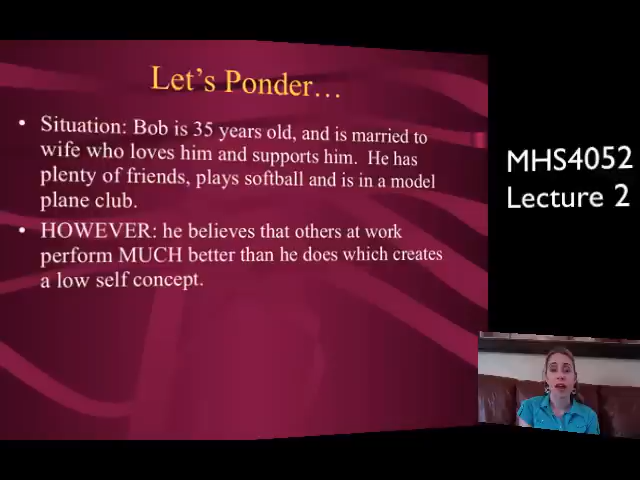 Let's Ponder…
• Situation: Bob is 35 years old, and is married to
wife who loves him and supports him. He has
plenty of friends, plays softball and is in a model
plane club.
• HOWEVER: he believes that others at work
perform MUCH better than he does which creates
a low self concept.
MHS4052
Lecture 2